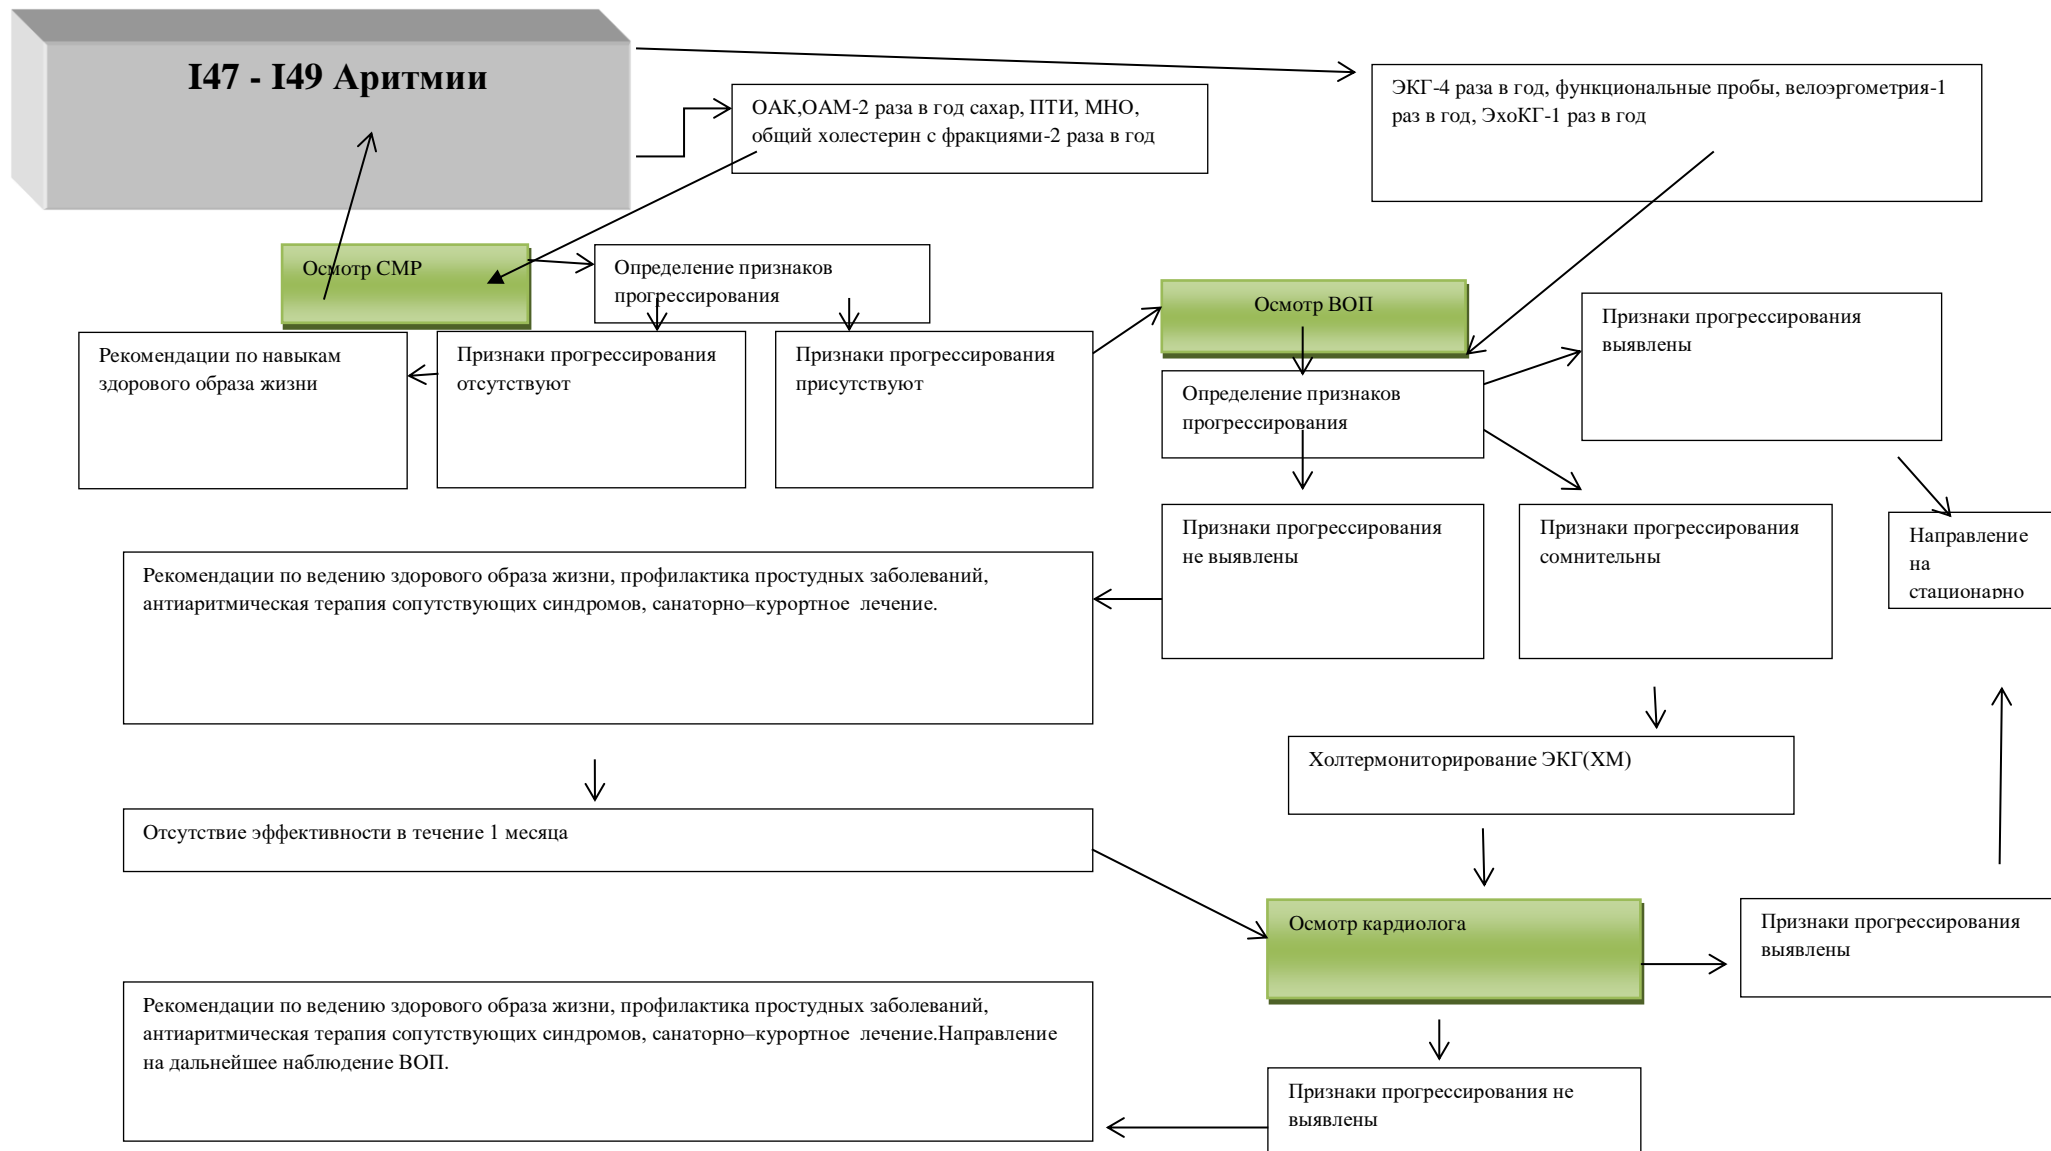 I47 - I49 Аритмии
ОАК,ОАМ-2 раза в год сахар, ПТИ, МНО,
общий холестерин с фракциями-2 раза в год
ЭКГ-4 раза в год, функциональные пробы, велоэргометрия-1
раз в год, ЭхоКГ-1 раз в год
Осмотр СМР
Определение признаков
прогрессирования
Осмотр ВОП
Признаки прогрессирования
выявлены
Рекомендации по навыкам
здорового образа жизни
Признаки прогрессирования
отсутствуют
Признаки прогрессирования
присутствуют
Определение признаков
прогрессирования
Признаки прогрессирования
не выявлены
Признаки прогрессирования
сомнительны
Направление
на
стационарно
Рекомендации по ведению здорового образа жизни, профилактика простудных заболеваний,
антиаритмическая терапия сопутствующих синдромов, санаторно–курортное  лечение.
Холтермониторирование ЭКГ(ХМ)
Отсутствие эффективности в течение 1 месяца
Осмотр кардиолога
Признаки прогрессирования
выявлены
Рекомендации по ведению здорового образа жизни, профилактика простудных заболеваний,
антиаритмическая терапия сопутствующих синдромов, санаторно–курортное  лечение.Направление
на дальнейшее наблюдение ВОП.
Признаки прогрессирования не
выявлены